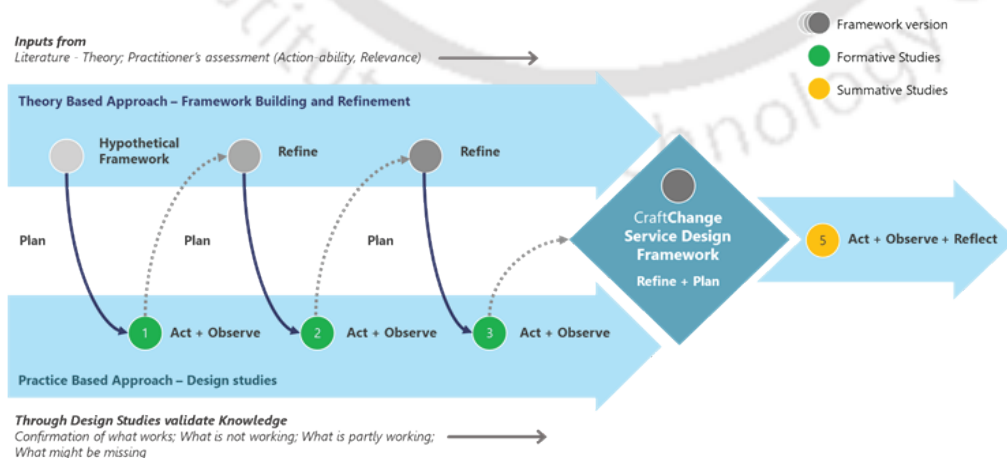 Inputs from
Literature - Theory; Practitioner's assessment (Action-ability, Relevance)
Framework version
Formative Studies
Summative Studies
Theory Based Approach – Framework Building and Refinement
Hypothetical
Framework
Refine
Refine
Plan
Plan
Plan
CraftChange
Service Design
Framework
Refine + Plan
5
Act + Observe + Reflect
1
Act + Observe
2
Act + Observe
3
Act + Observe
Practice Based Approach – Design studies
Through Design Studies validate Knowledge
Confirmation of what works; What is not working; What is partly working;
What might be missing